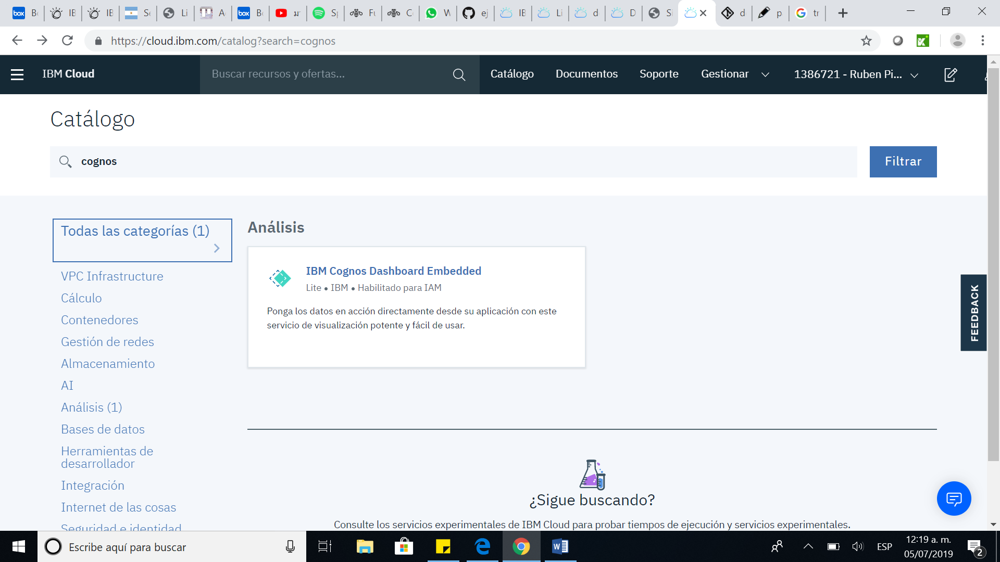 box
https://cloud.ibm.com/catalog?search=cognos
IBM Cloud
Buscar recursos y ofertas...
Catálogo
Documentos
Soporte
Gestionar
1386721 - Ruben Pi...
Catálogo
cognos
Filtrar
Todas las categorías (1)
VPC Infrastructure
Cálculo
Contenedores
Gestión de redes
Almacenamiento
AI
Análisis (1)
Bases de datos
Herramientas de
desarrollador
Integración
Internet de las cosas
Seguridad e identidad
Análisis
IBM Cognos Dashboard Embedded
Lite • IBM • Habilitado para IAM
Ponga los datos en acción directamente desde su aplicación con este
servicio de visualización potente y fácil de usar.
¿Sigue buscando?
Consulte los servicios experimentales de IBM Cloud para probar tiempos de ejecución y servicios experimentales.
FEEDBACK
Escribe aquí para buscar
ESP
12:19 a. m.
05/07/2019
2